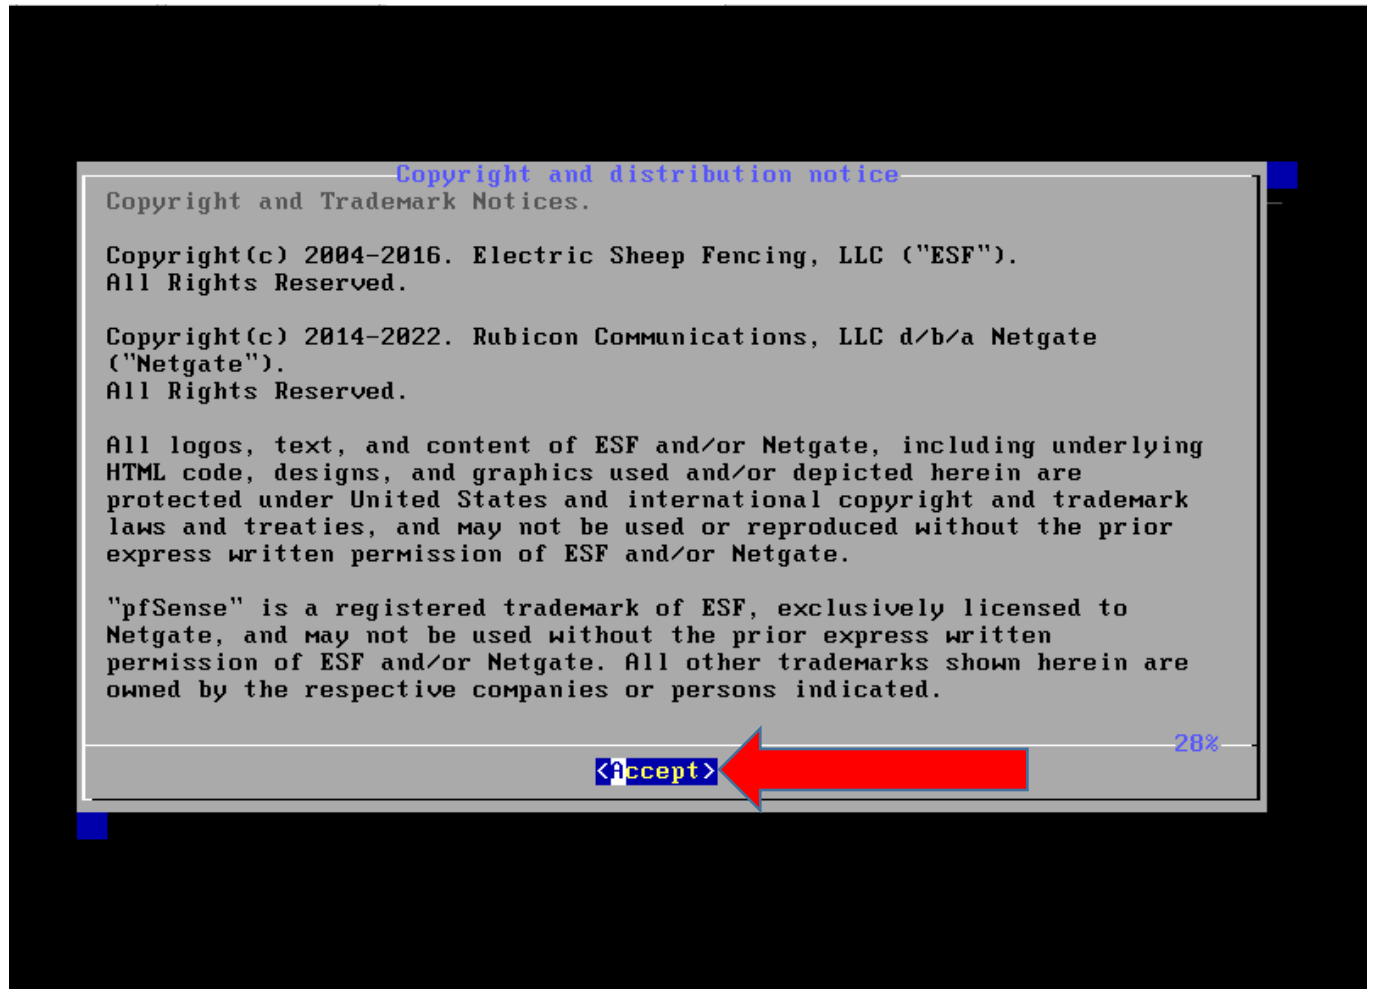 Copyright and distribution notice
Copyright and Trademark Notices.
Copyright(c) 2004-2016. Electric Sheep Fencing, LLC ("ESF").
All Rights Reserved.
Copyright(c) 2014-2022. Rubicon Communications, LLC d/b/a Netgate
("Netgate").
All Rights Reserved.
All logos, text, and content of ESF and/or Netgate, including underlying
HTML code, designs, and graphics used and/or depicted herein are
protected under United States and international copyright and trademark
laws and treaties, and may not be used or reproduced without the prior
express written permission of ESF and/or Netgate.
"pfSense" is a registered trademark of ESF, exclusively licensed to
Netgate, and may not be used without the prior express written
permission of ESF and/or Netgate. All other trademarks shown herein are
owned by the respective companies or persons indicated.
28%
<Accept>